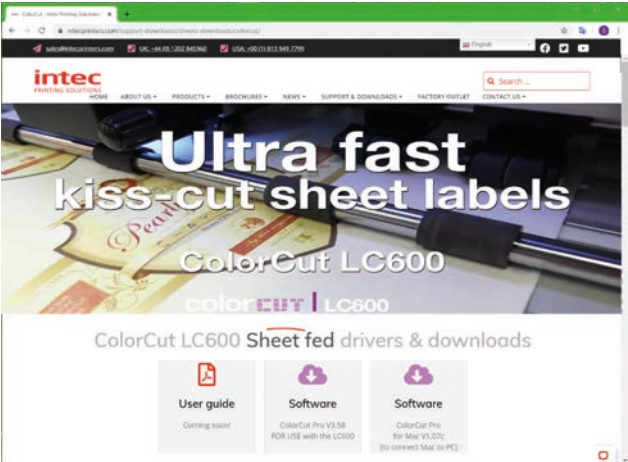 ColorCut - Intec Printing Solutions
intecprinters.com/support-downloads/drivers-downloads/colorcut/
sales@intecprinters.com UK: +44 (0) 1202 845960 USA: +00 (1) 813 949 7799 English
intec
PRINTING SOLUTIONS
Search ...
HOME ABOUT US PRODUCTS BROCHURES NEWS SUPPORT & DOWNLOADS FACTORY OUTLET CONTACT US
Ultra fast
kiss-cut sheet labels
Pear
ColorCut LC600
colorcut | LC600
ColorCut LC600 Sheet fed drivers & downloads
User guide
Coming soon!
Software
ColorCut Pro V3.58
FOR USE with the LC600
Software
ColorCut Pro
for Mac V1.07c
(to connect Mac to PC)